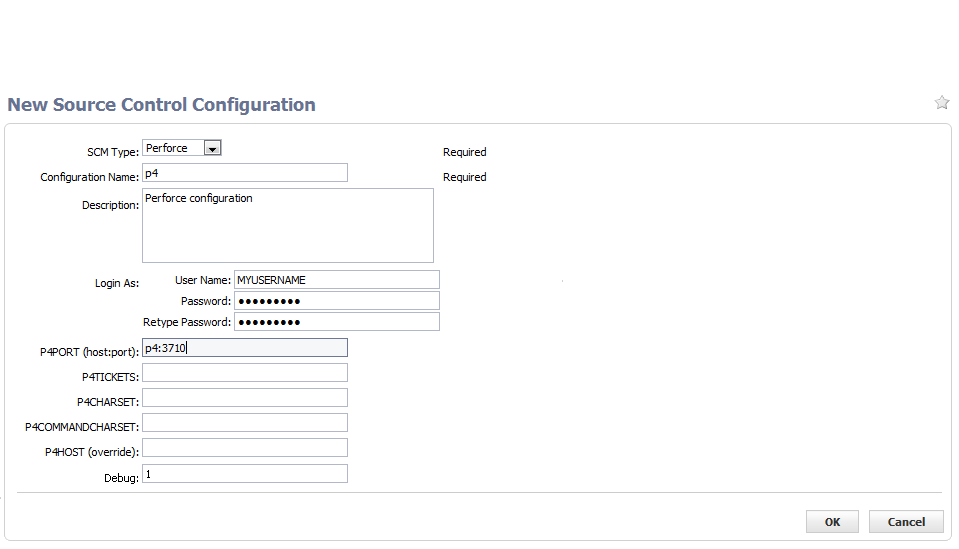 New Source Control Configuration
SCM Type: Perforce Required
Configuration Name: p4 Required
Description: Perforce configuration
Login As: User Name: MYUSERNAME
Password: ●●●●●●●●●
Retype Password: ●●●●●●●●●
P4PORT (host:port): p4:3710
P4TICKETS:
P4CHARSET:
P4COMMANDCHARSET:
P4HOST (override):
Debug: 1
OK Cancel